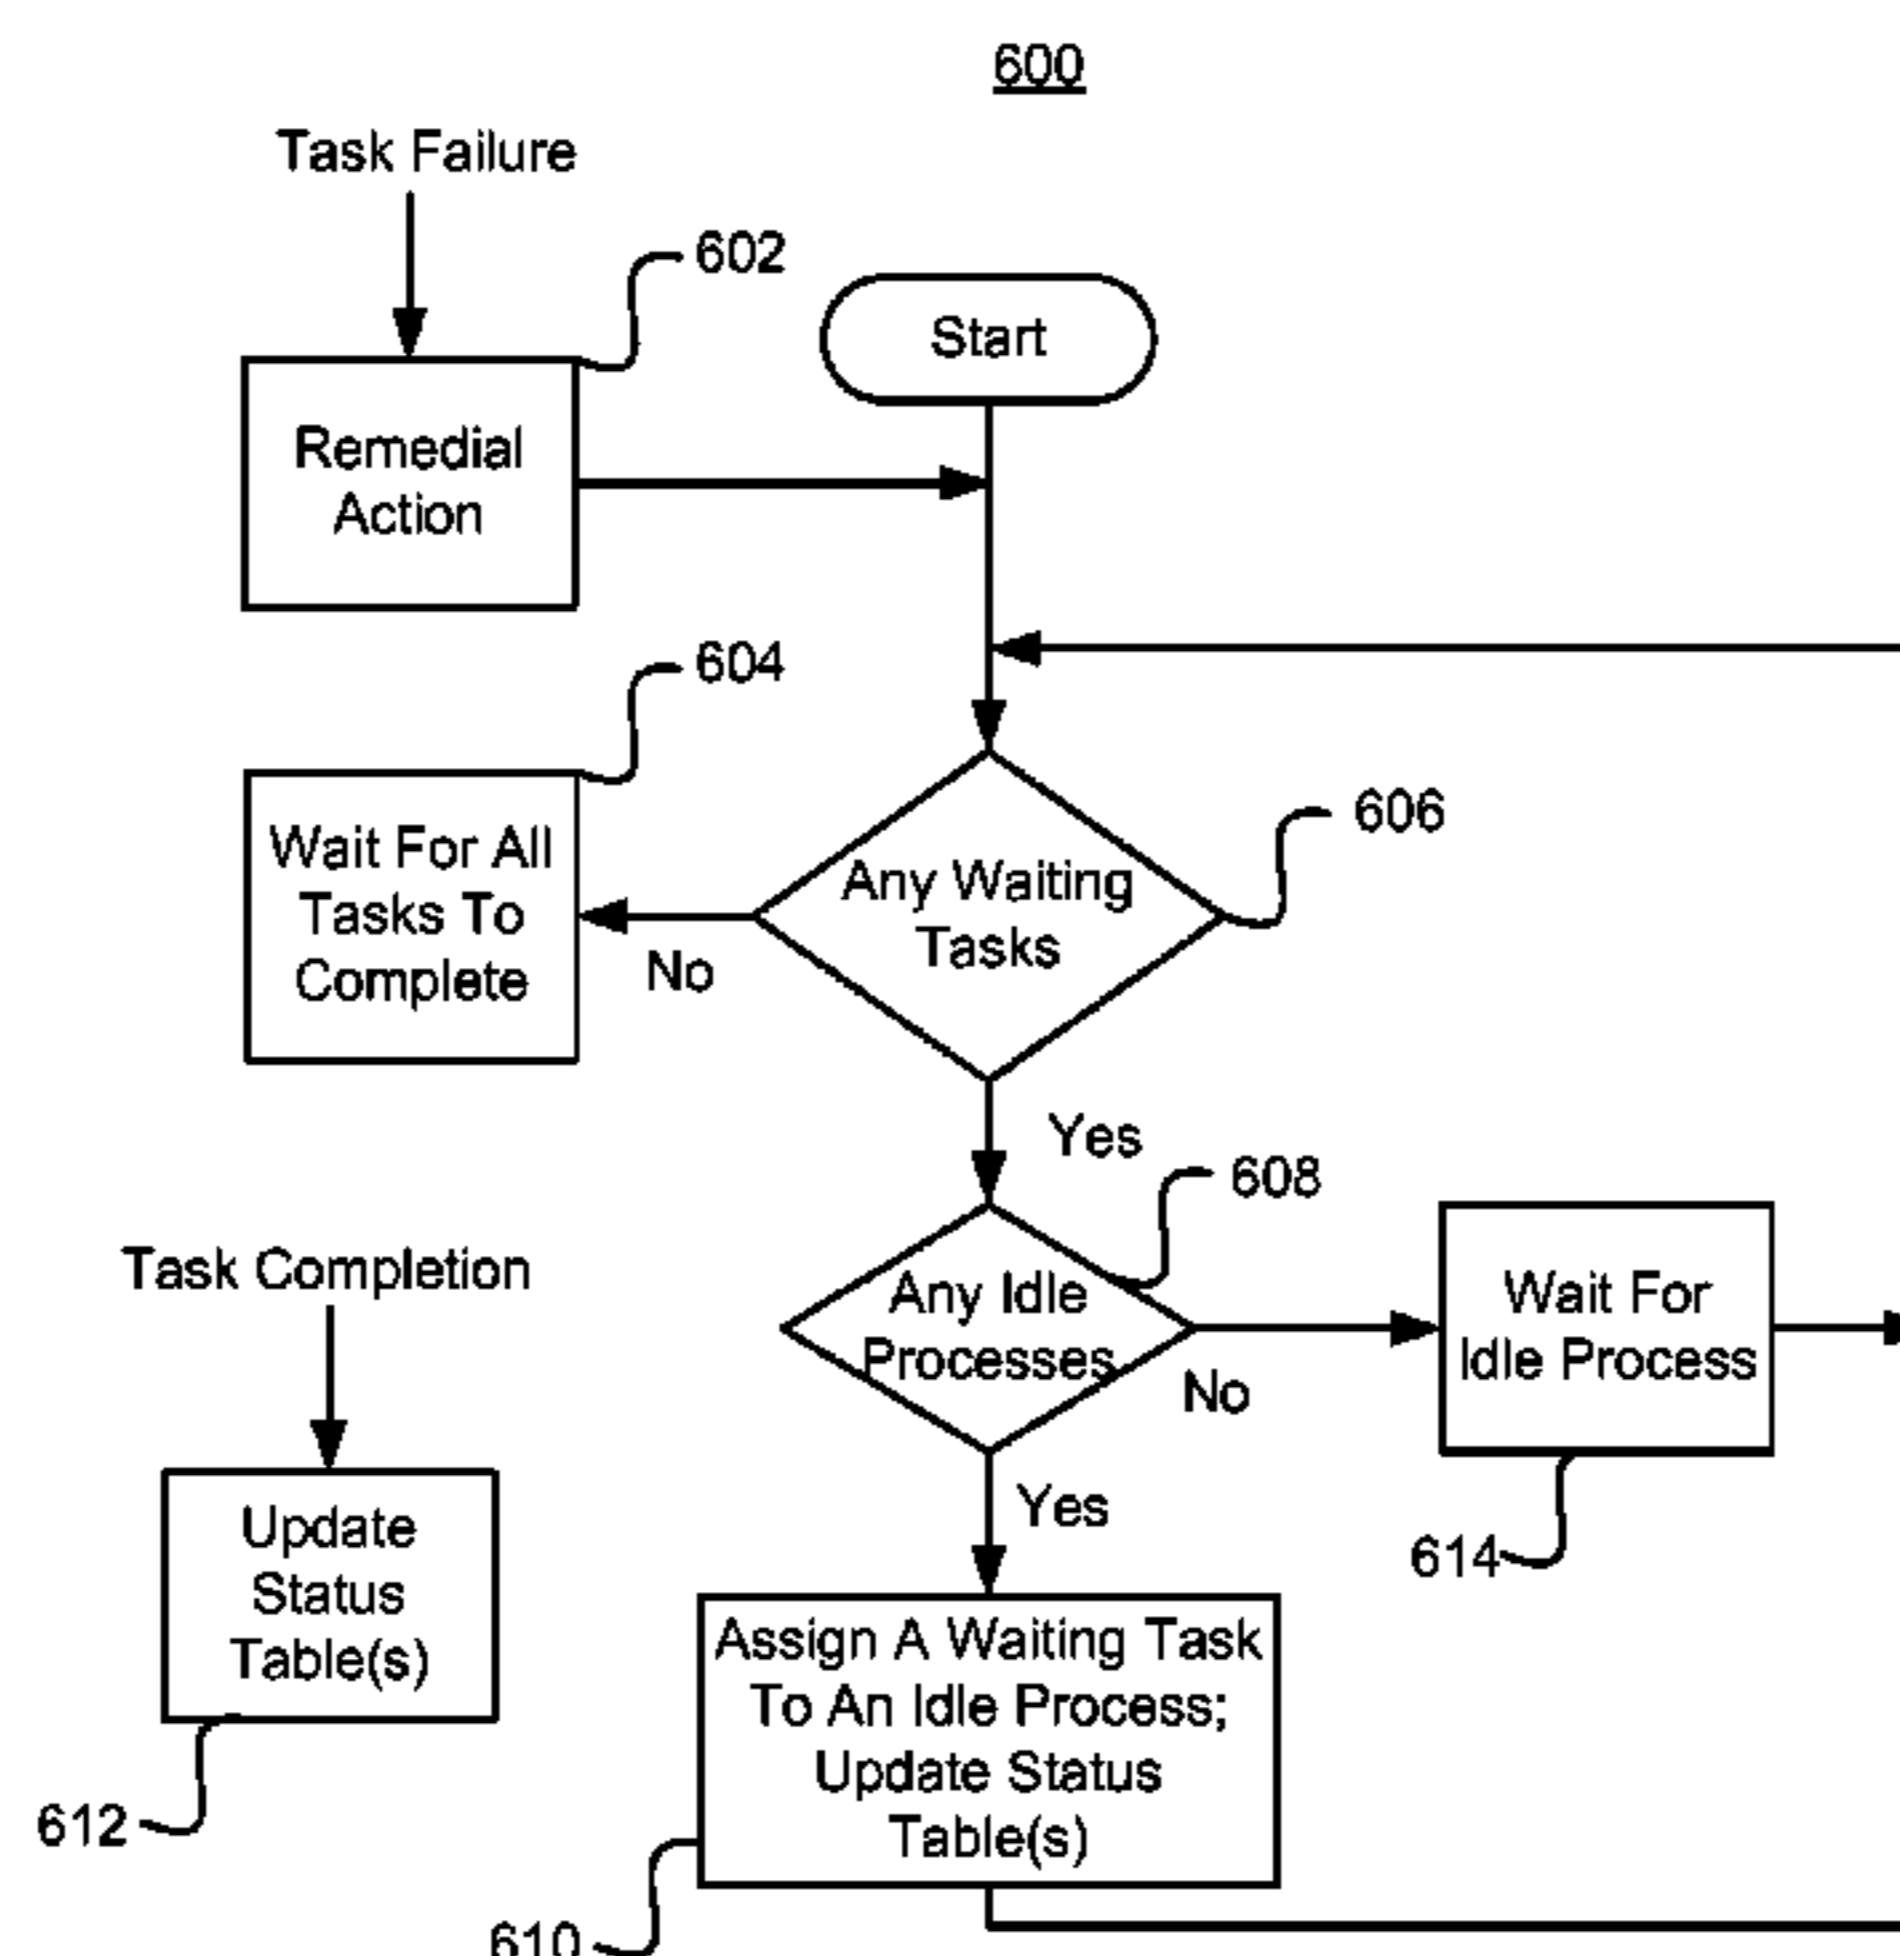 600
Task Failure
602
Start
Remedial
Action
604
606
Wait For All
Tasks To
Complete
Any Waiting
Tasks
No
Yes
608
Task Completion
Any Idle
Processes
Wait For
Idle Process
No
Yes
614
Update
Status
Table(s)
Assign A Waiting Task
To An Idle Process;
Update Status
Table(s)
612
610